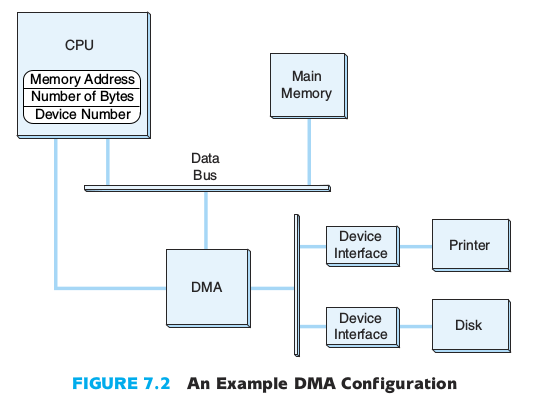 CPU
Memory Address
Number of Bytes
Device Number
Main
Memory
Data
Bus
DMA
Device
Interface
Printer
Device
Interface
Disk
FIGURE 7.2 An Example DMA Configuration